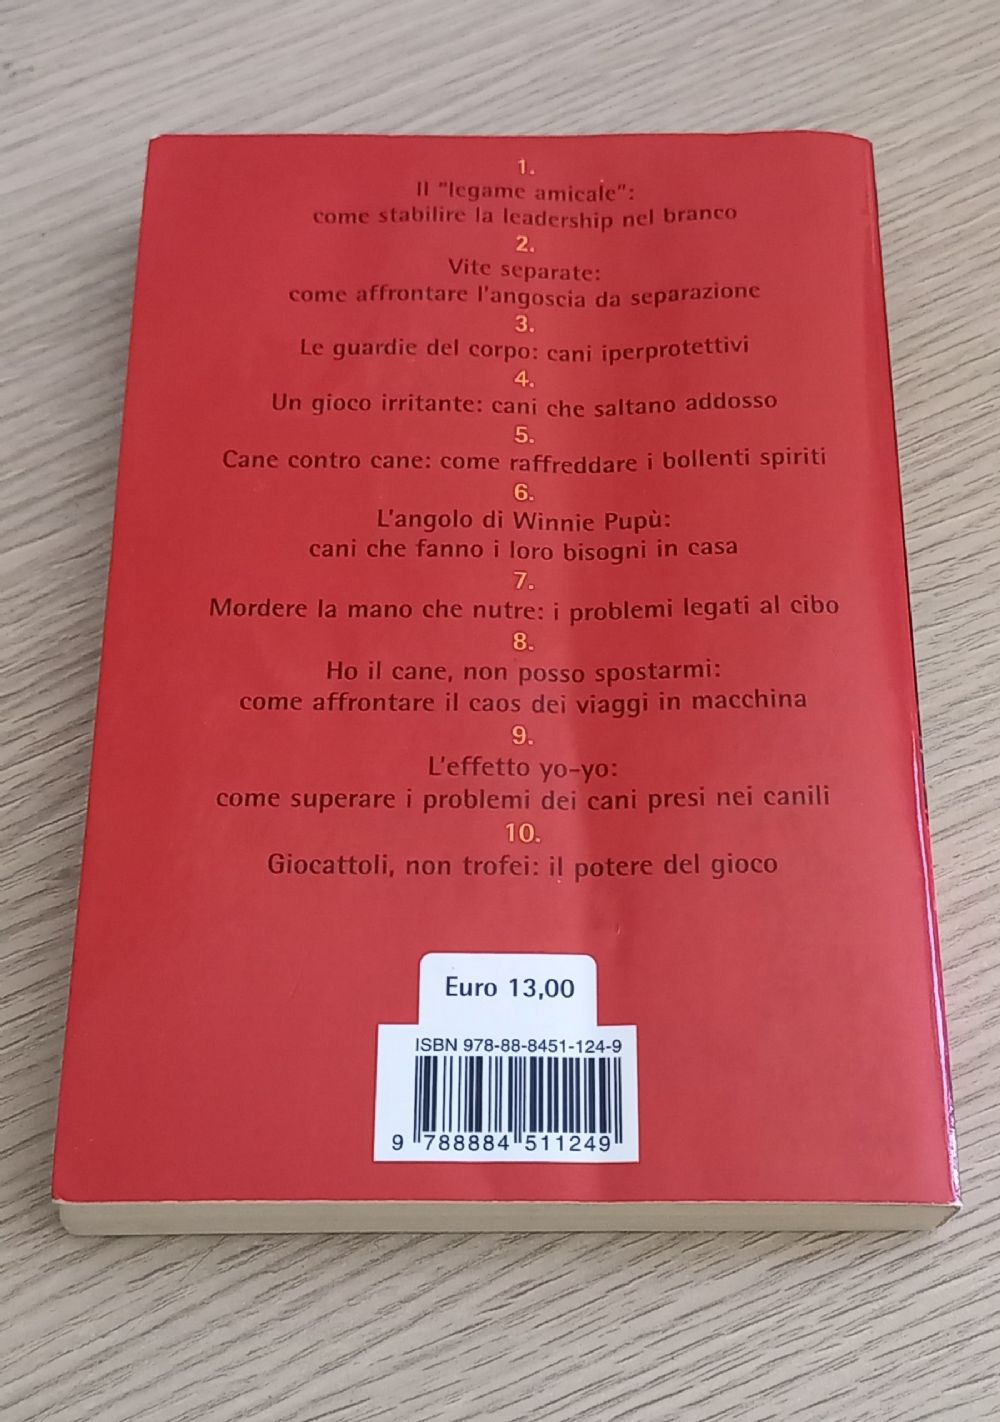 1.
Il "legame amicale":
come stabilire la leadership nel branco
2.
Vite separate:
come affrontare l'angoscia da separazione
3.
Le guardie del corpo: cani iperprotettivi
4.
Un gioco irritante: cani che saltano addosso
5.
Cane contro cane: come raffreddare i bollenti spiriti
6.
L'angolo di Winnie Pupù:
cani che fanno i loro bisogni in casa
7.
Mordere la mano che nutre: i problemi legati al cibo
8.
Ho il cane, non posso spostarmi:
come affrontare il caos dei viaggi in macchina
9.
L'effetto yo-yo:
come superare i problemi dei cani presi nei canili
10.
Giocattoli, non trofei: il potere del gioco
Euro 13,00
ISBN 978-88-8451-124-9
9 788884 511249